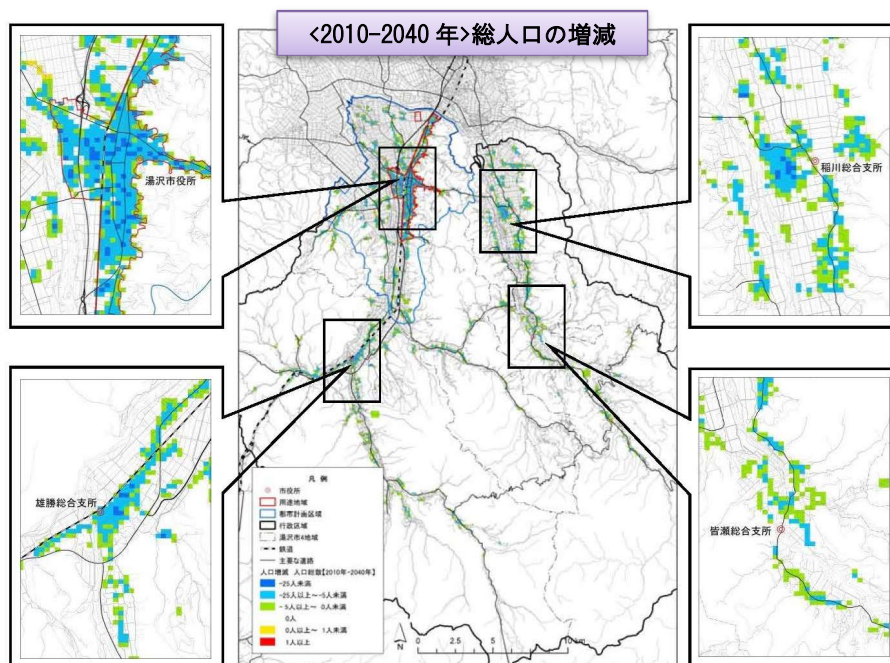 <2010-2040 年>総人口の増減
湯沢市役所
稲川総合支所
雄勝総合支所
皆瀬総合支所
凡 例
市役所
用途地域
都市計画区域
行政区域
湯沢市4地域
鉄道
主要な道路
人口増減 人口総数【2010年-2040年】
-25人未満
-25人以上~-5人未満
-5人以上~ 0人未満
0人
0人以上~ 1人未満
1人以上
N
0 2.5 5 10 km